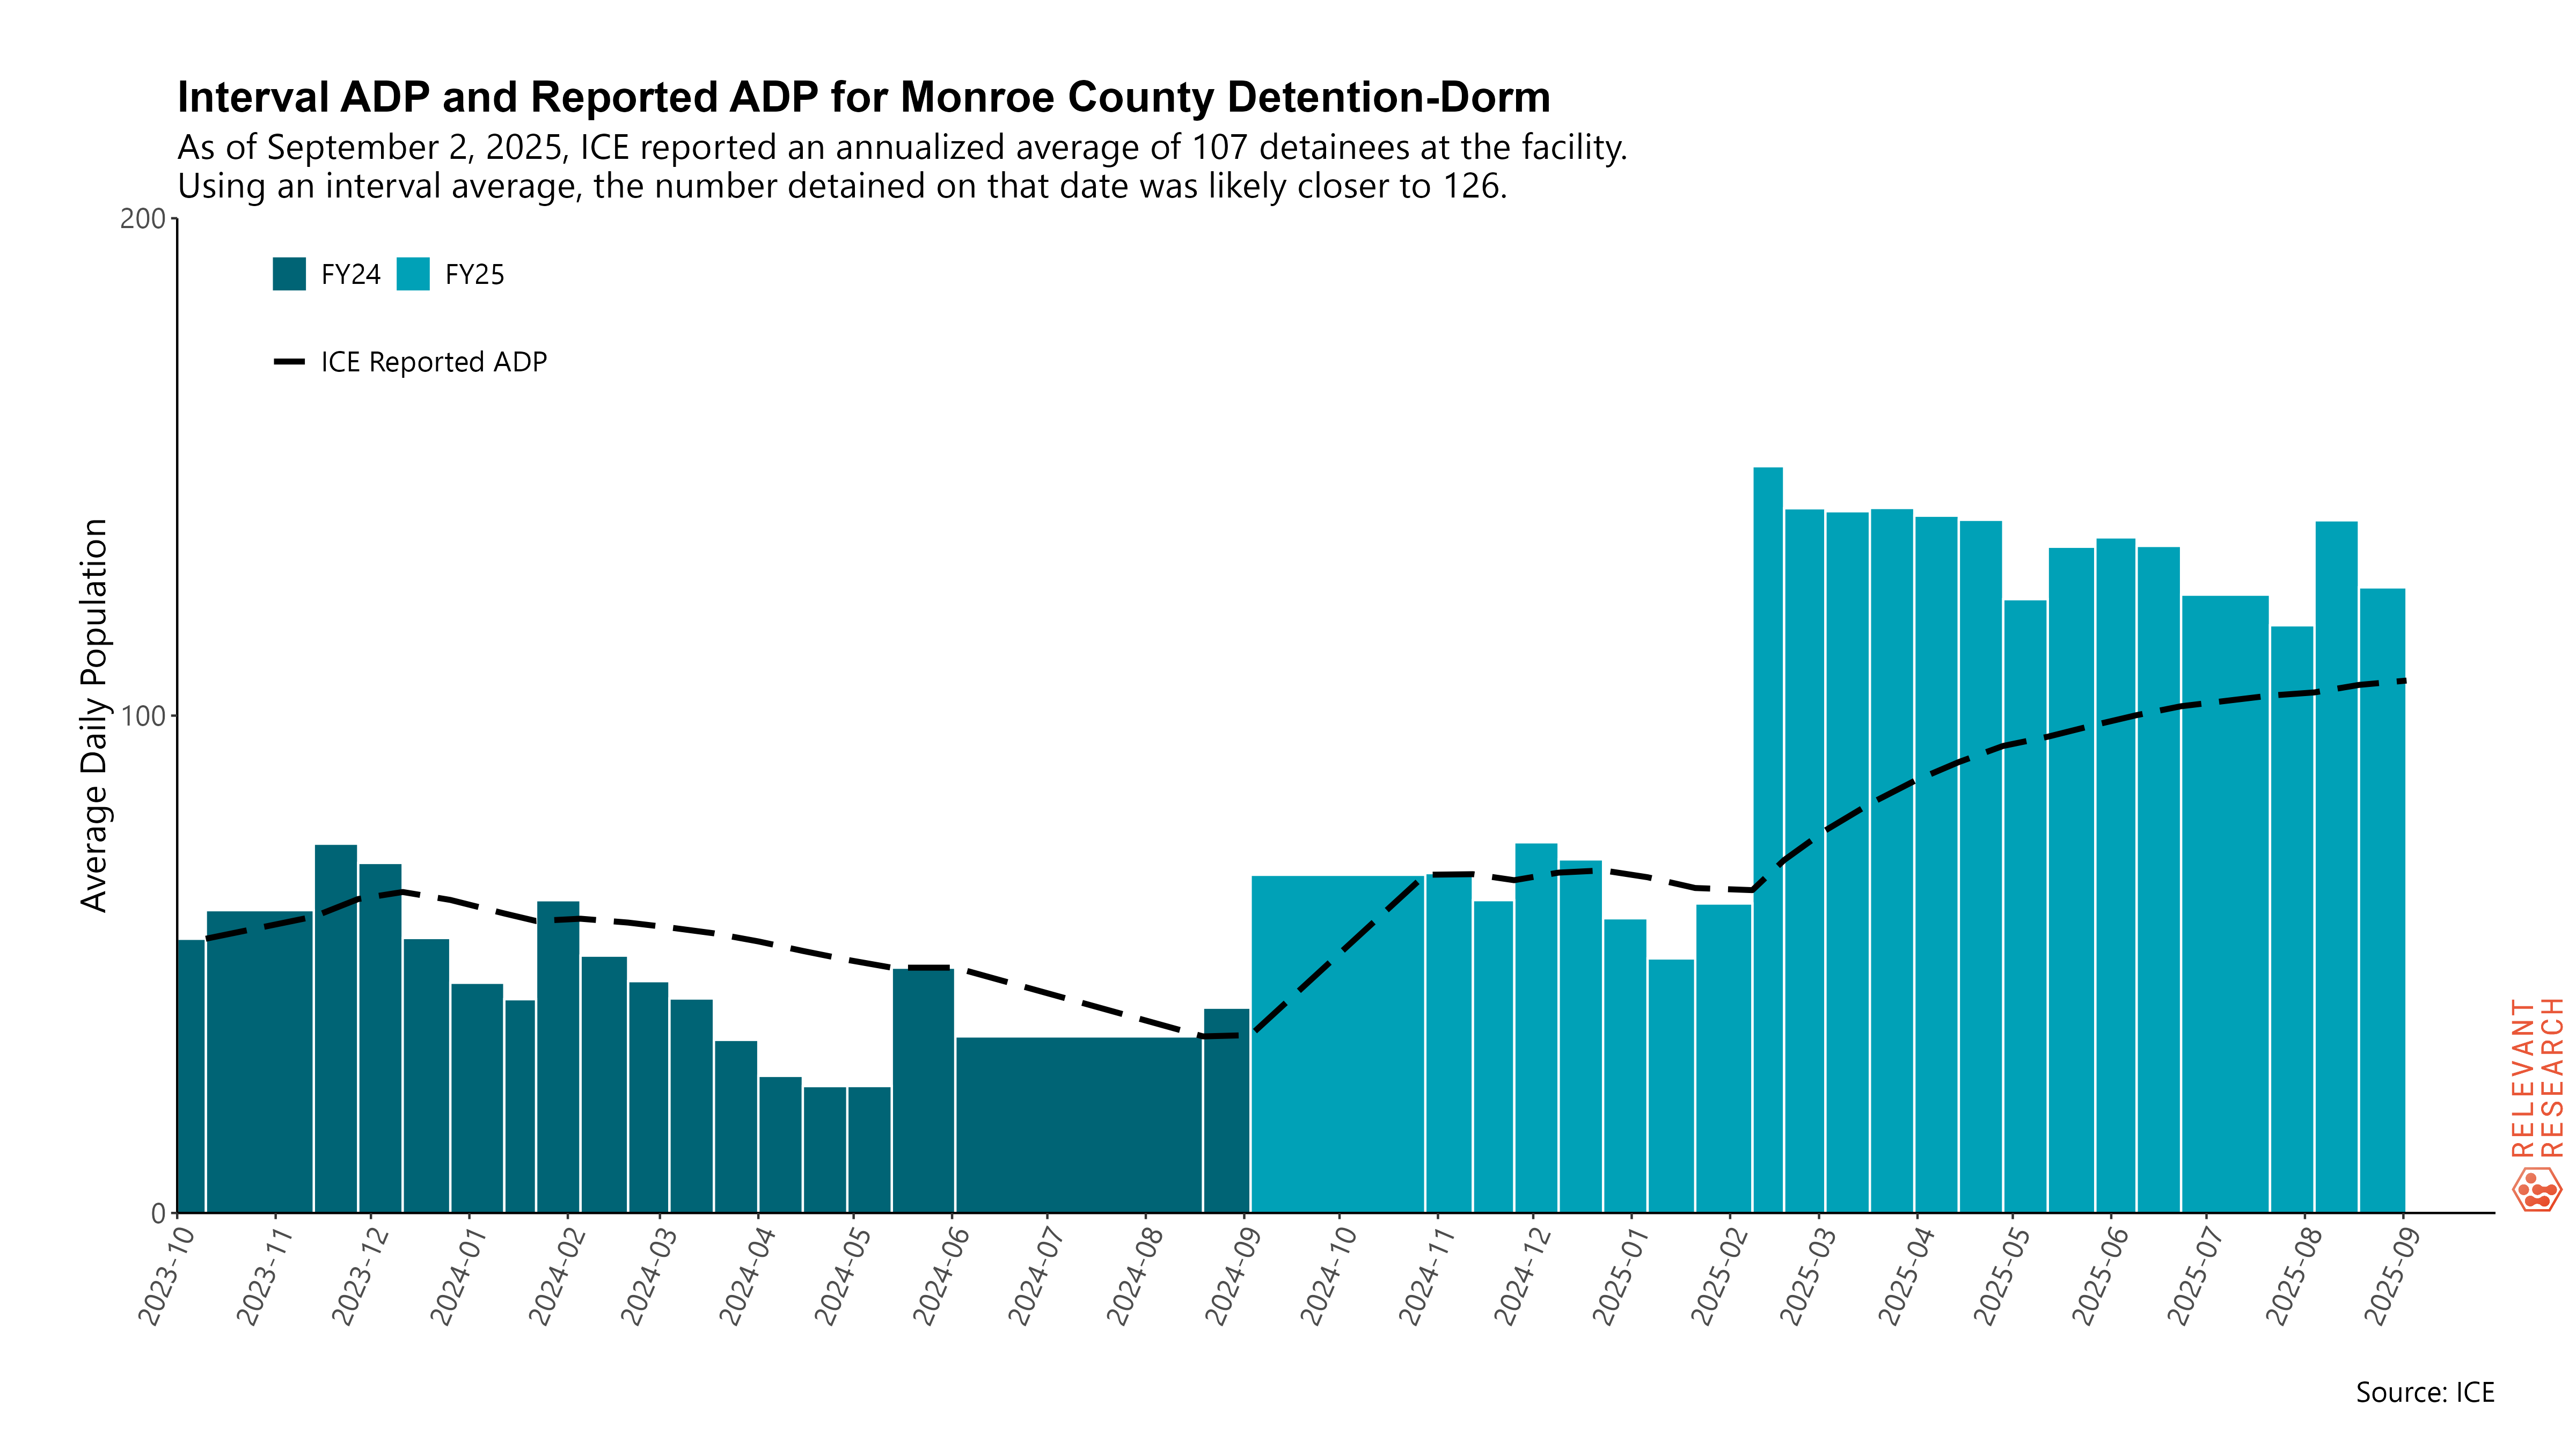 Interval ADP and Reported ADP for Monroe County Detention-Dorm
As of September 2, 2025, ICE reported an annualized average of 107 detainees at the facility.
Using an interval average, the number detained on that date was likely closer to 126.
200
FY24 FY25
ICE Reported ADP
Average Daily Population
100
0
2023-10 2023-11 2023-12 2024-01 2024-02 2024-03 2024-04 2024-05 2024-06 2024-07 2024-08 2024-09 2024-10 2024-11 2024-12 2025-01 2025-02 2025-03 2025-04 2025-05 2025-06 2025-07 2025-08 2025-09
RELEVANT
RESEARCH
Source: ICE